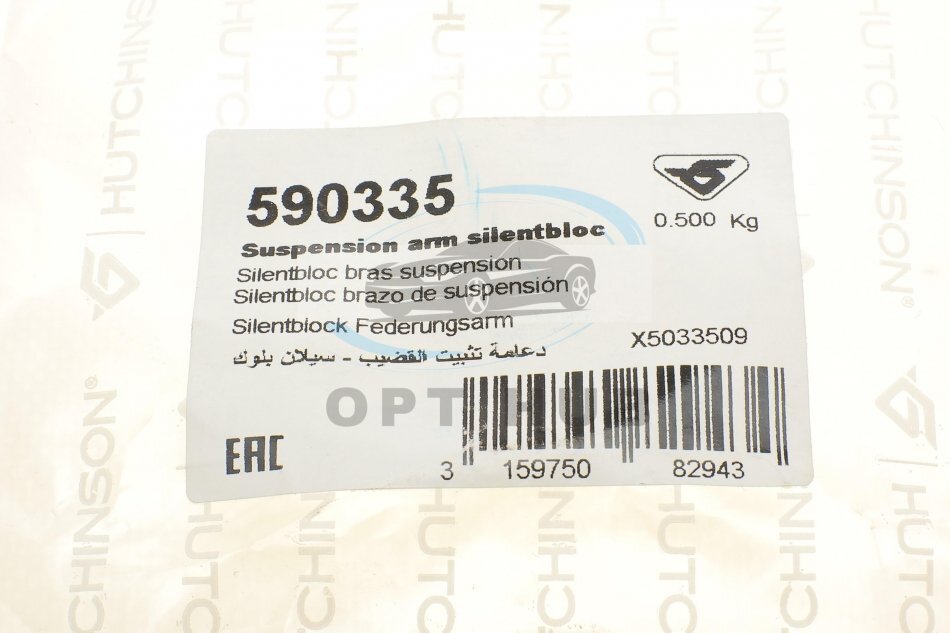 590335
0.500 Kg
Suspension arm silentbloc
Silentbloc bras suspension
Silentbloc brazo de suspensión
Silentblock Federungsarm
X5033509
دعامة تثبيت القضيب - سيلان بلوك
OPTIHUB
EAC
3 159750 82943
HUTCHINSON®
HUTCHINSON®
HUTCHINSON®
HUTCHINSON